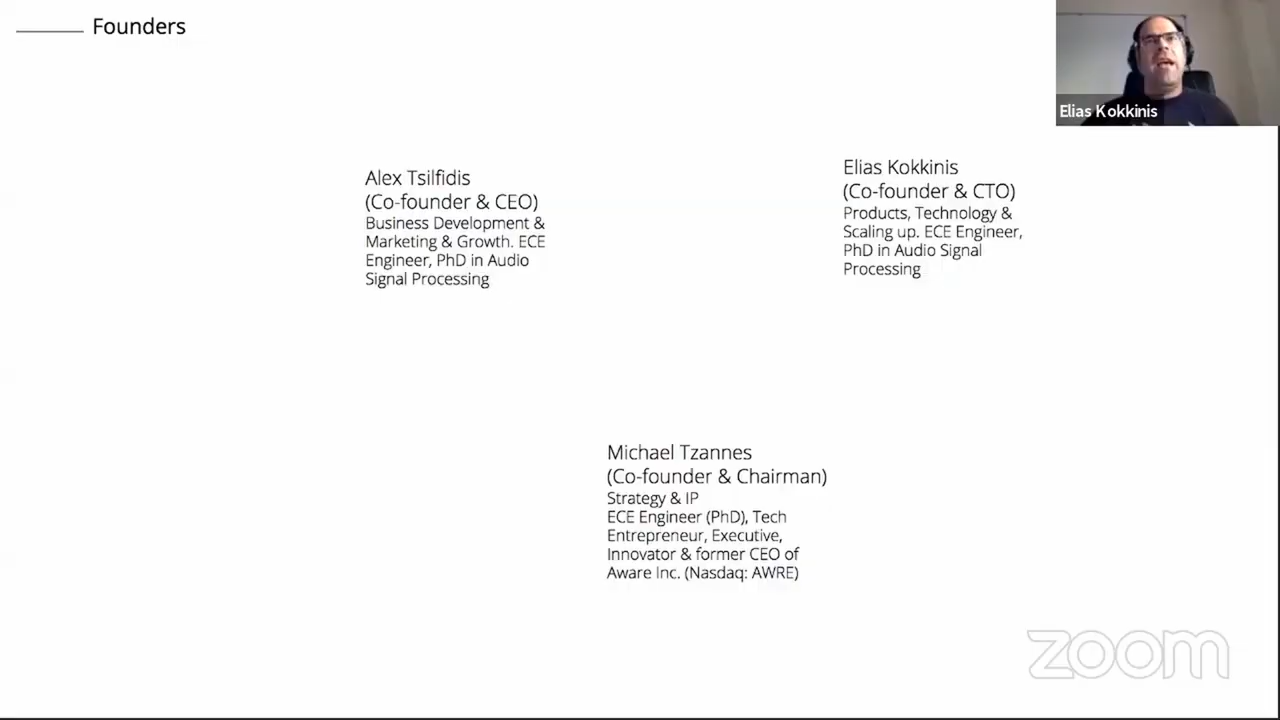 Founders
Elias Kokkinis
Alex Tsilfidis
(Co-founder & CEO)
Business Development &
Marketing & Growth. ECE
Engineer, PhD in Audio
Signal Processing
Elias Kokkinis
(Co-founder & CTO)
Products, Technology &
Scaling up. ECE Engineer,
PhD in Audio Signal
Processing
Michael Tzannes
(Co-founder & Chairman)
Strategy & IP
ECE Engineer (PhD), Tech
Entrepreneur, Executive,
Innovator & former CEO of
Aware Inc. (Nasdaq: AWRE)
zoom